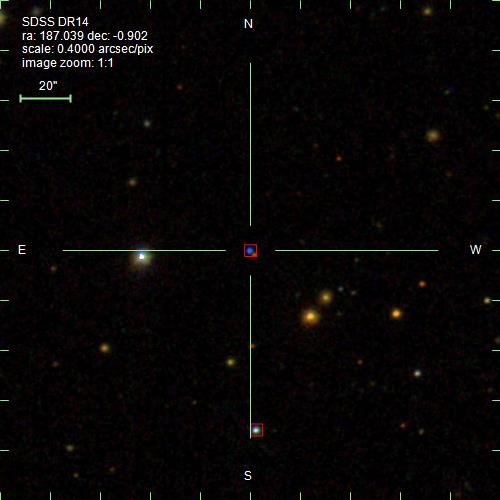 SDSS DR14
ra: 187.039 dec: -0.902
scale: 0.4000 arcsec/pix
image zoom: 1:1
20"
N
E
W
S